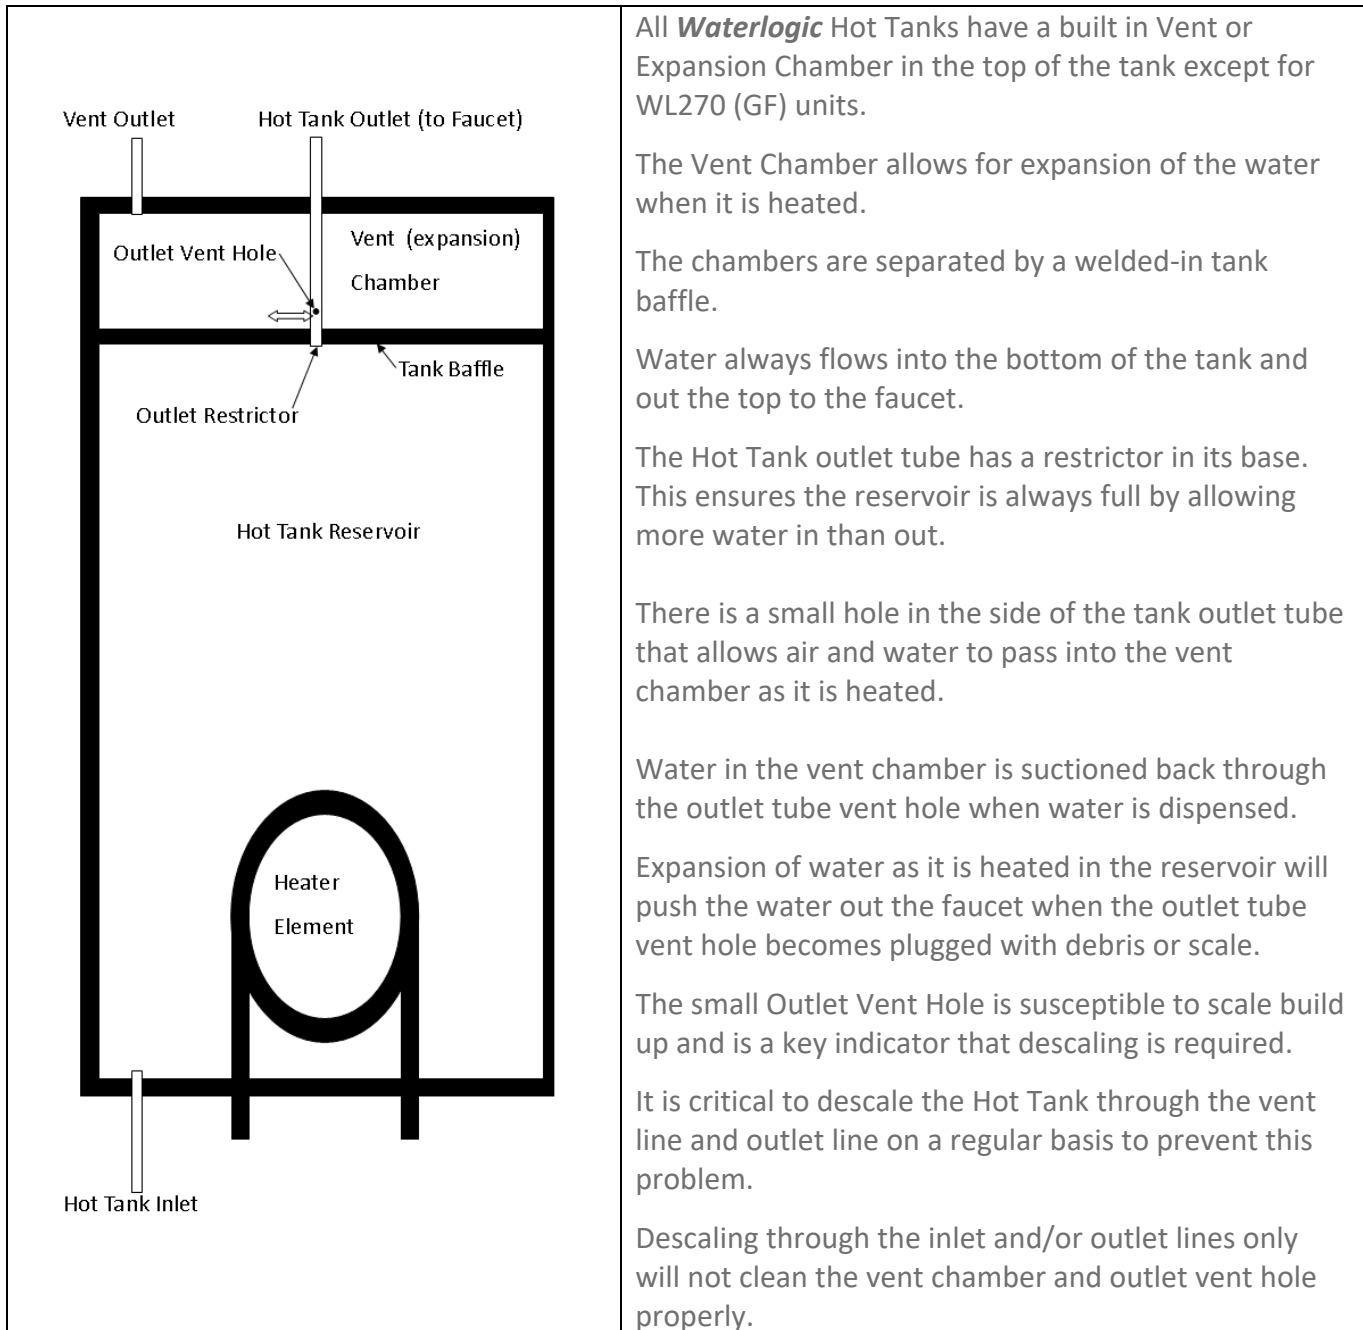 Vent Outlet
Hot Tank Outlet (to Faucet)
Outlet Vent Hole
Vent (expansion)
Chamber
Tank Baffle
Outlet Restrictor
Hot Tank Reservoir
Heater
Element
Hot Tank Inlet
All Waterlogic Hot Tanks have a built in Vent or
Expansion Chamber in the top of the tank except for
WL270 (GF) units.
The Vent Chamber allows for expansion of the water
when it is heated.
The chambers are separated by a welded-in tank
baffle.
Water always flows into the bottom of the tank and
out the top to the faucet.
The Hot Tank outlet tube has a restrictor in its base.
This ensures the reservoir is always full by allowing
more water in than out.
There is a small hole in the side of the tank outlet tube
that allows air and water to pass into the vent
chamber as it is heated.
Water in the vent chamber is suctioned back through
the outlet tube vent hole when water is dispensed.
Expansion of water as it is heated in the reservoir will
push the water out the faucet when the outlet tube
vent hole becomes plugged with debris or scale.
The small Outlet Vent Hole is susceptible to scale build
up and is a key indicator that descaling is required.
It is critical to descale the Hot Tank through the vent
line and outlet line on a regular basis to prevent this
problem.
Descaling through the inlet and/or outlet lines only
will not clean the vent chamber and outlet vent hole
properly.